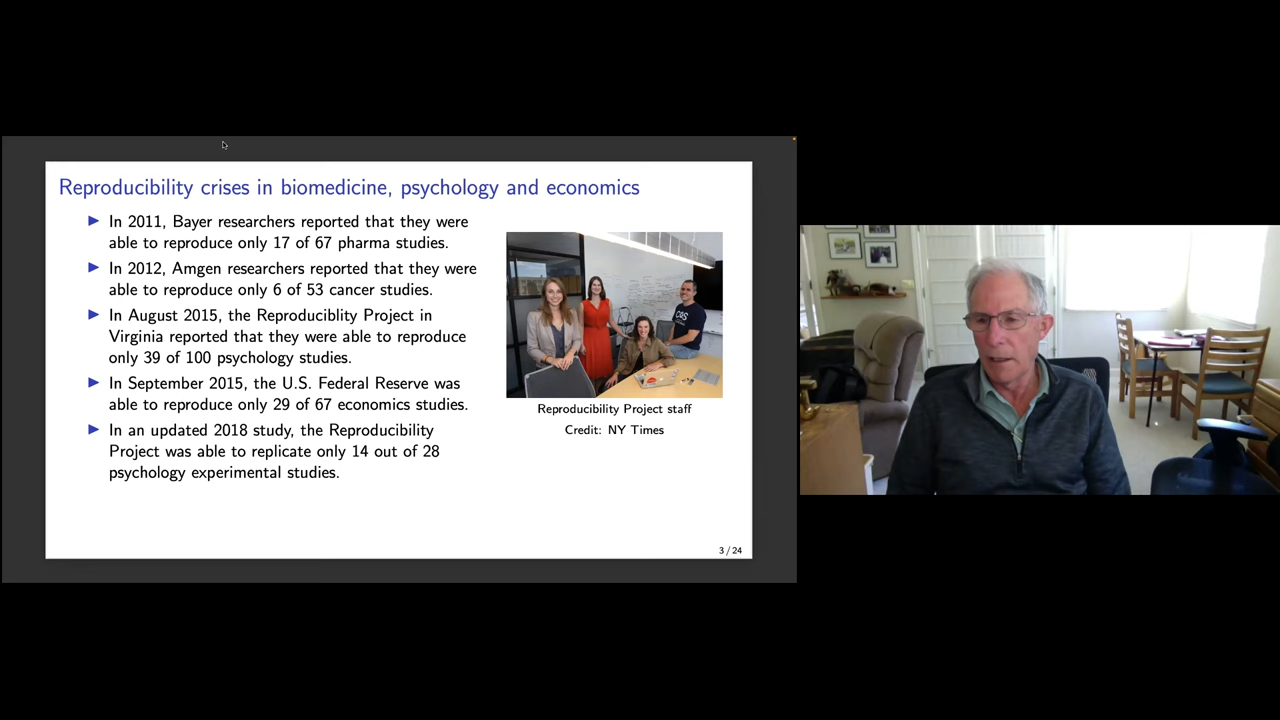 Reproducibility crises in biomedicine, psychology and economics
▶ In 2011, Bayer researchers reported that they were
able to reproduce only 17 of 67 pharma studies.
▶ In 2012, Amgen researchers reported that they were
able to reproduce only 6 of 53 cancer studies.
▶ In August 2015, the Reproduciblity Project in
Virginia reported that they were able to reproduce
only 39 of 100 psychology studies.
▶ In September 2015, the U.S. Federal Reserve was
able to reproduce only 29 of 67 economics studies.
▶ In an updated 2018 study, the Reproducibility
Project was able to replicate only 14 out of 28
psychology experimental studies.
COS
Reproducibility Project staff
Credit: NY Times
3 / 24